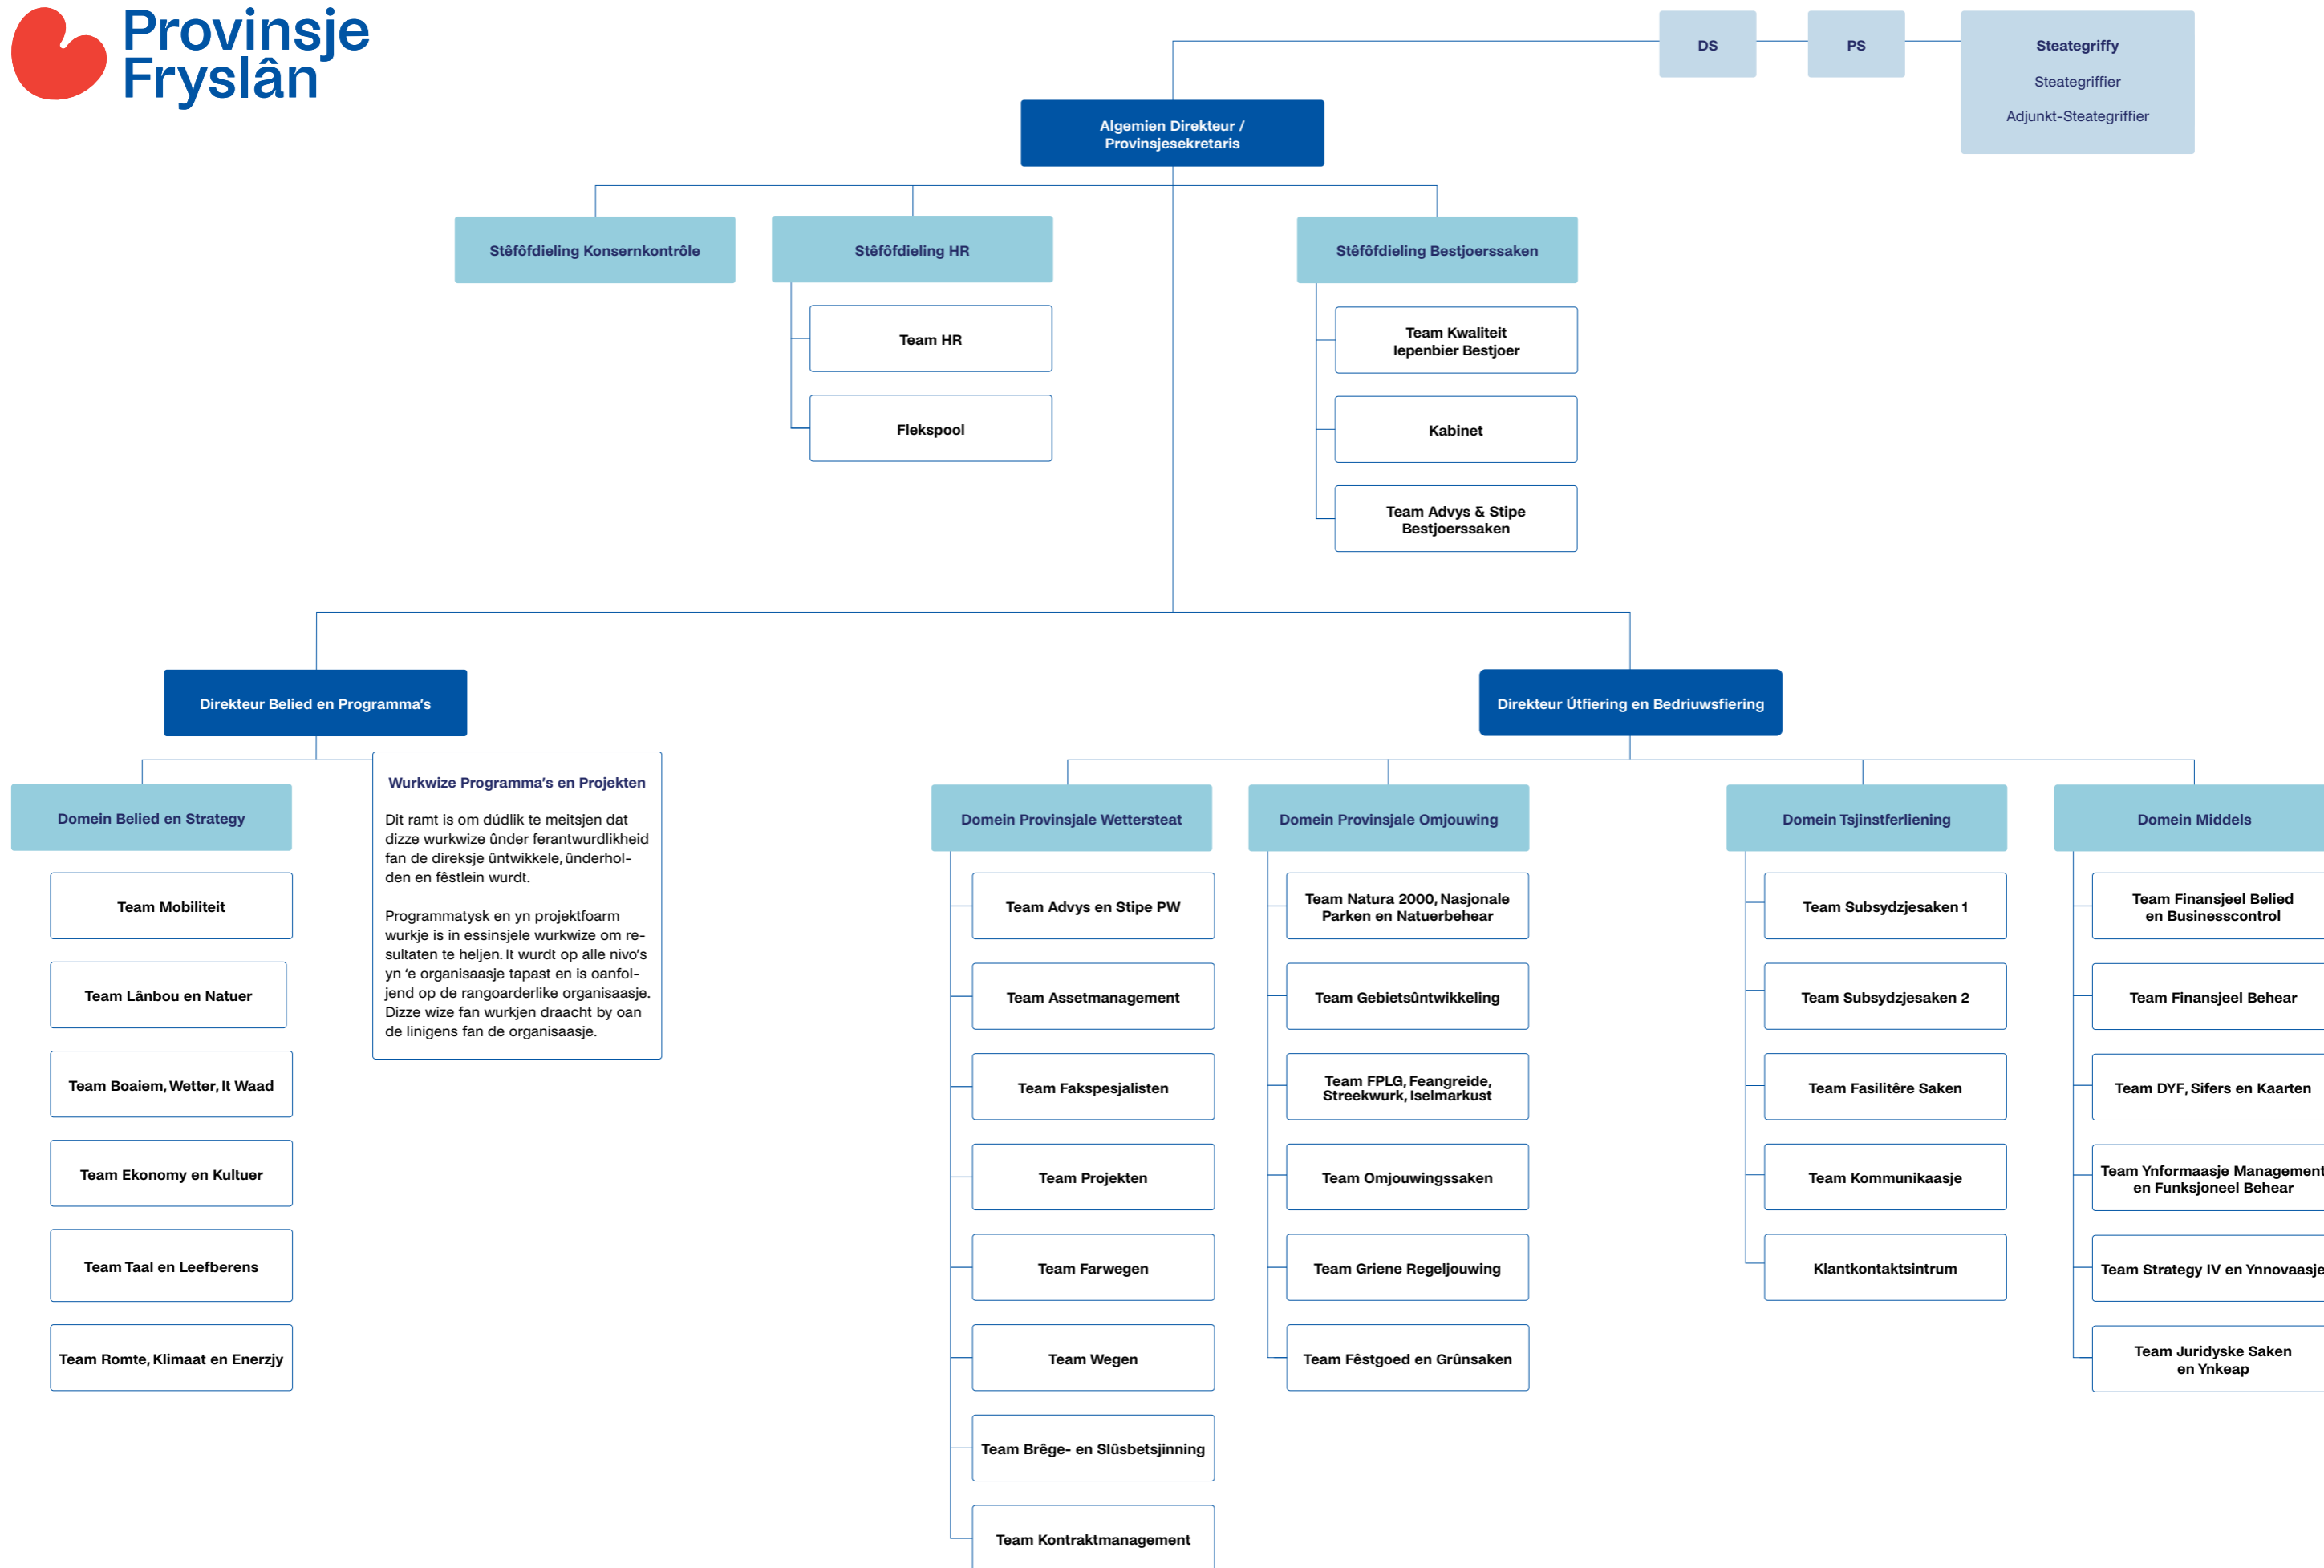 Provinsje
Fryslân
DS
PS
Steategriffy
Steategriffier
Adjunkt-Steategriffier
Algemien Direkteur /
Provinsjesekretaris
Stêfôfdieling Konsernkontrôle
Stêfôfdieling HR
Team HR
Flekspool
Stêfôfdieling Bestjoerssaken
Team Kwaliteit
Iepenbier Bestjoer
Kabinet
Team Advys & Stipe
Bestjoerssaken
Direkteur Belied en Programma's
Direkteur Útfiering en Bedriuwsfiering
Domein Belied en Strategy
Team Mobiliteit
Team Lânbou en Natuer
Team Boaiem, Wetter, It Waad
Team Ekonomy en Kultuer
Team Taal en Leefberens
Team Romte, Klimaat en Enerzjy
Wurkwize Programma's en Projekten
Dit ramt is om dúdlik te meitsjen dat
dizze wurkwize ûnder ferantwurdlikheid
fan de direksje ûntwikkele, ûnderhol-
den en fêstlein wurdt.
Programmatysk en yn projektfoarm
wurkje is in essinsjele wurkwize om re-
sultaten te heljen. It wurdt op alle nivo's
yn 'e organisaasje tapast en is oanfol-
jend op de rangoarderlike organisaasje.
Dizze wize fan wurkjen draacht by oan
de linigens fan de organisaasje.
Domein Provinsjale Wettersteat
Team Advys en Stipe PW
Team Assetmanagement
Team Fakspesjalisten
Team Projekten
Team Farwegen
Team Wegen
Team Brêge- en Slûsbetsjinning
Team Kontraktmanagement
Domein Provinsjale Omjouwing
Team Natura 2000, Nasjonale
Parken en Natuerbehear
Team Gebietsûntwikkeling
Team FPLG, Feangreide,
Streekwurk, Iselmarkust
Team Omjouwingssaken
Team Griene Regeljouwing
Team Fêstgoed en Grûnsaken
Domein Tsjinstferliening
Team Subsydzjesaken 1
Team Subsydzjesaken 2
Team Fasilitêre Saken
Team Kommunikaasje
Klantkontaktsintrum
Domein Middels
Team Finansjeel Belied
en Businesscontrol
Team Finansjeel Behear
Team DYF, Sifers en Kaarten
Team Ynformaasje Management
en Funksjoneel Behear
Team Strategy IV en Ynnovaasje
Team Juridyske Saken
en Ynkeap